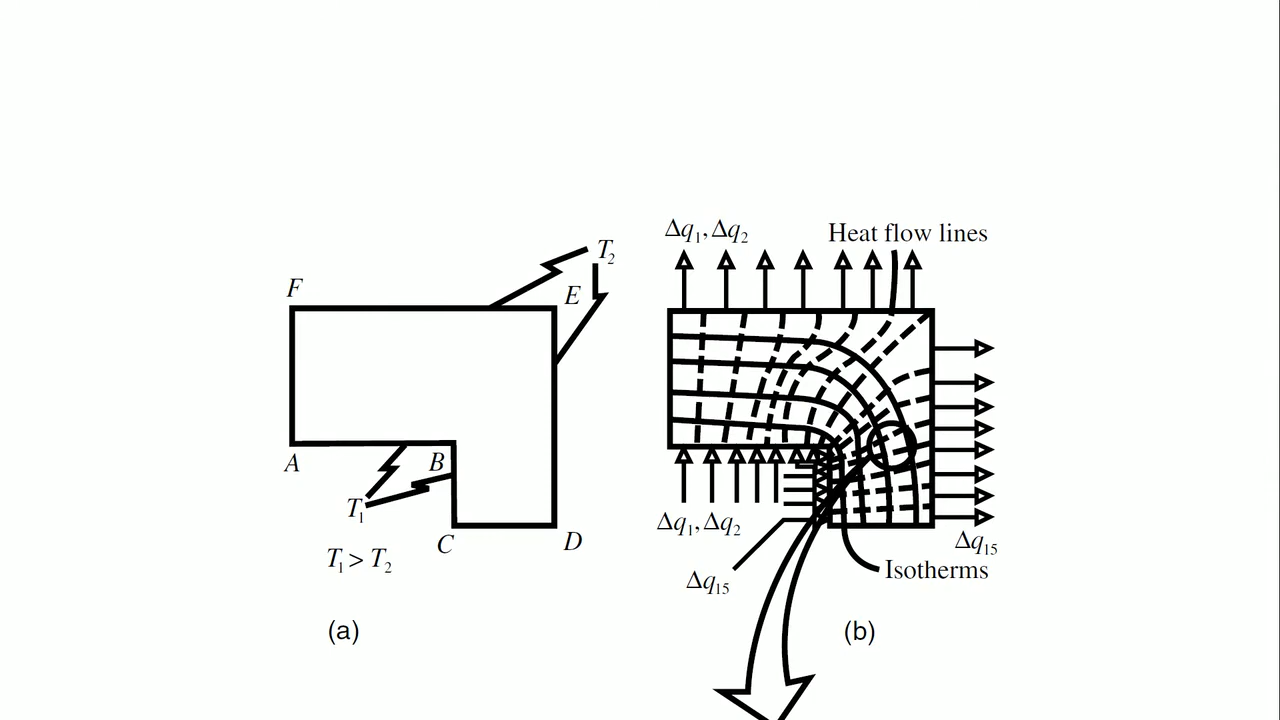 F
E
T₂
A
B
T₁
C
D
T₁ > T₂
(a)
Δq₁, Δq₂
Heat flow lines
Δq₁, Δq₂
Δq₁₅
Δq₁₅
Isotherms
(b)